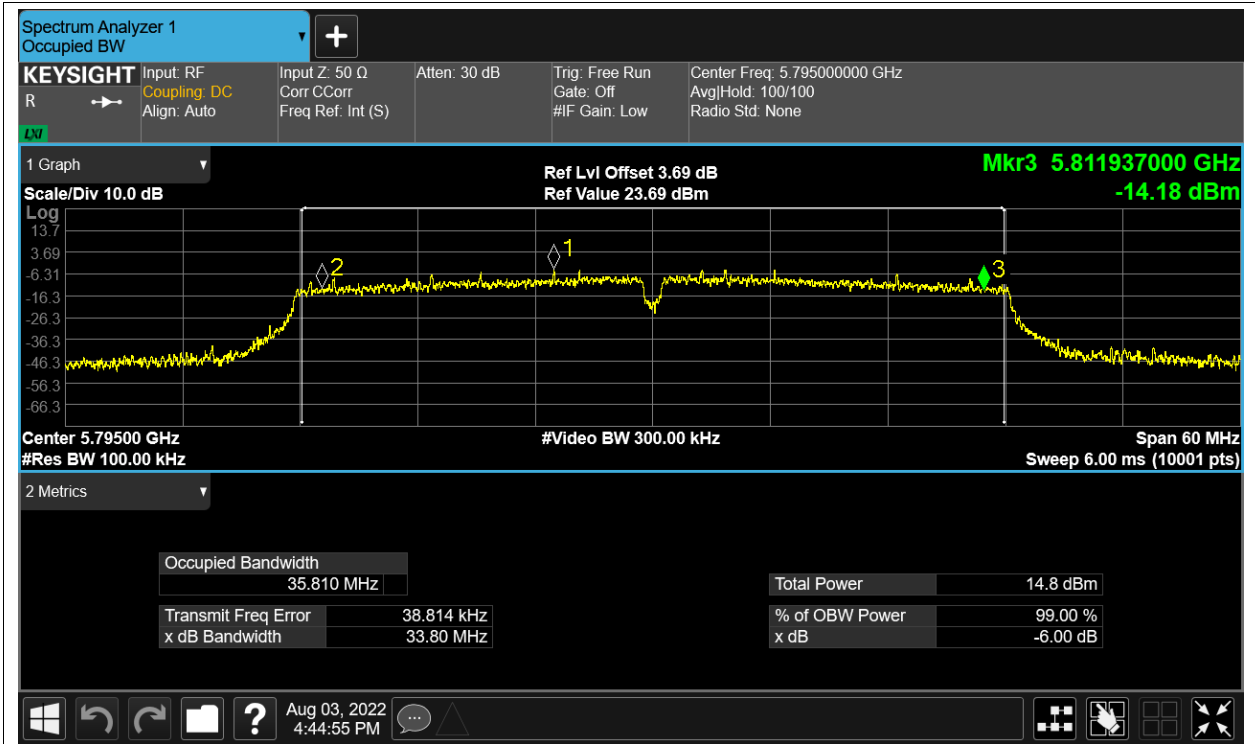 Spectrum Analyzer 1
Occupied BW
KEYSIGHT
R
LXI
Input: RF
Coupling: DC
Align: Auto
Input Z: 50 Ω
Corr CCorr
Freq Ref: Int (S)
Atten: 30 dB
Trig: Free Run
Gate: Off
#IF Gain: Low
Center Freq: 5.795000000 GHz
Avg|Hold: 100/100
Radio Std: None
1 Graph
Scale/Div 10.0 dB
Ref Lvl Offset 3.69 dB
Ref Value 23.69 dBm
Mkr3 5.811937000 GHz
-14.18 dBm
Log
13.7
3.69
-6.31
-16.3
-26.3
-36.3
-46.3
-56.3
-66.3
1
2
3
Center 5.79500 GHz
#Res BW 100.00 kHz
#Video BW 300.00 kHz
Span 60 MHz
Sweep 6.00 ms (10001 pts)
2 Metrics
Occupied Bandwidth
35.810 MHz
Transmit Freq Error 38.814 kHz
x dB Bandwidth 33.80 MHz
Total Power 14.8 dBm
% of OBW Power 99.00 %
x dB -6.00 dB
?
Aug 03, 2022
4:44:55 PM